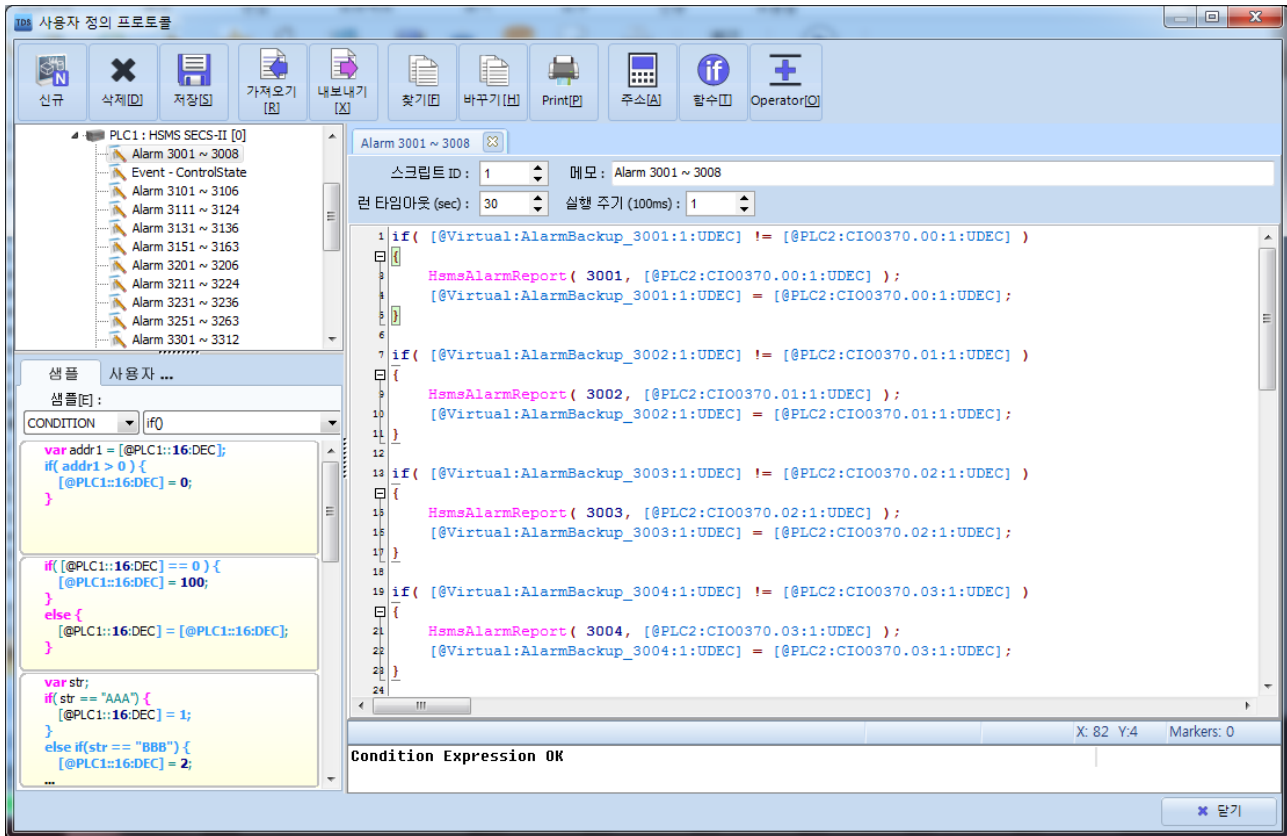 TDS 사용자 정의 프로토콜
신규
삭제[D]
저장[S]
가져오기
[R]
내보내기
[X]
찾기[F]
바꾸기[H]
Print[P]
주소[A]
함수[T]
Operator[O]
PLC1 : HSMS SECS-II [0]
Alarm 3001 ~ 3008
Event - ControlState
Alarm 3101 ~ 3106
Alarm 3111 ~ 3124
Alarm 3131 ~ 3136
Alarm 3151 ~ 3163
Alarm 3201 ~ 3206
Alarm 3211 ~ 3224
Alarm 3231 ~ 3236
Alarm 3251 ~ 3263
Alarm 3301 ~ 3312
샘플 사용자 ...
샘플[E] :
CONDITION if()
var addr1 = [@PLC1::16:DEC];
if( addr1 > 0 ) {
[@PLC1::16:DEC] = 0;
}
if( [@PLC1::16:DEC] == 0 ) {
[@PLC1::16:DEC] = 100;
}
else {
[@PLC1::16:DEC] = [@PLC1::16:DEC];
}
var str;
if( str == "AAA") {
[@PLC1::16:DEC] = 1;
}
else if(str == "BBB") {
[@PLC1::16:DEC] = 2;
...
Alarm 3001 ~ 3008
스크립트 ID : 1 메모 : Alarm 3001 ~ 3008
런 타임아웃 (sec) : 30 실행 주기 (100ms) : 1
1 if( [@Virtual:AlarmBackup_3001:1:UDEC] != [@PLC2:CIO0370.00:1:UDEC] )
{
3 HsmsAlarmReport( 3001, [@PLC2:CIO0370.00:1:UDEC] );
4 [@Virtual:AlarmBackup_3001:1:UDEC] = [@PLC2:CIO0370.00:1:UDEC];
5 }
6
7 if( [@Virtual:AlarmBackup_3002:1:UDEC] != [@PLC2:CIO0370.01:1:UDEC] )
{
9 HsmsAlarmReport( 3002, [@PLC2:CIO0370.01:1:UDEC] );
10 [@Virtual:AlarmBackup_3002:1:UDEC] = [@PLC2:CIO0370.01:1:UDEC];
11 }
12
13 if( [@Virtual:AlarmBackup_3003:1:UDEC] != [@PLC2:CIO0370.02:1:UDEC] )
{
15 HsmsAlarmReport( 3003, [@PLC2:CIO0370.02:1:UDEC] );
16 [@Virtual:AlarmBackup_3003:1:UDEC] = [@PLC2:CIO0370.02:1:UDEC];
17 }
18
19 if( [@Virtual:AlarmBackup_3004:1:UDEC] != [@PLC2:CIO0370.03:1:UDEC] )
{
21 HsmsAlarmReport( 3004, [@PLC2:CIO0370.03:1:UDEC] );
22 [@Virtual:AlarmBackup_3004:1:UDEC] = [@PLC2:CIO0370.03:1:UDEC];
23 }
24
X: 82 Y:4 Markers: 0
Condition Expression OK
닫기